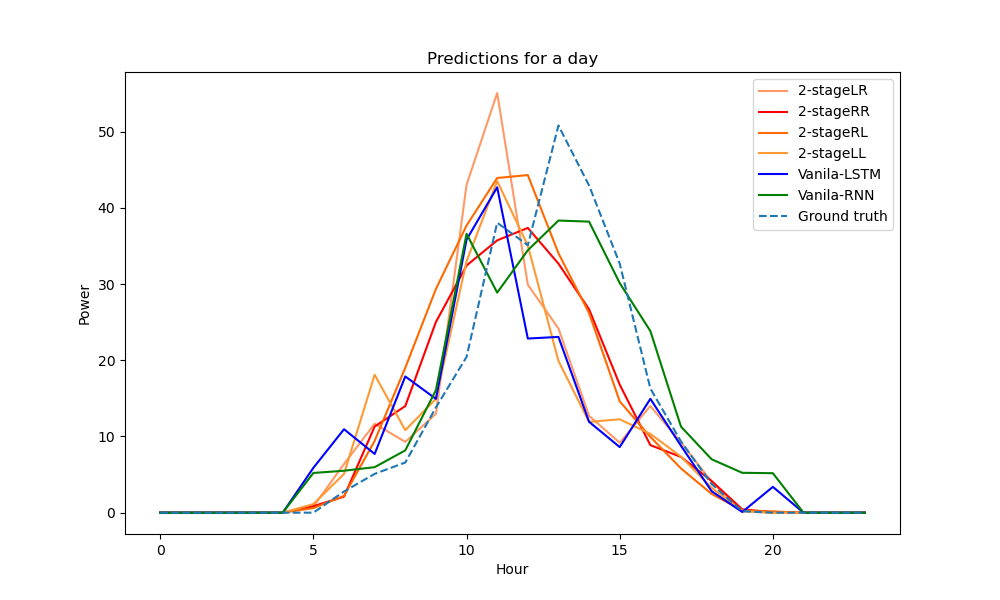 Predictions for a day
2-stageLR
2-stageRR
2-stageRL
2-stageLL
Vanila-LSTM
Vanila-RNN
Ground truth
Power
50
40
30
20
10
0
0 5 10 15 20
Hour